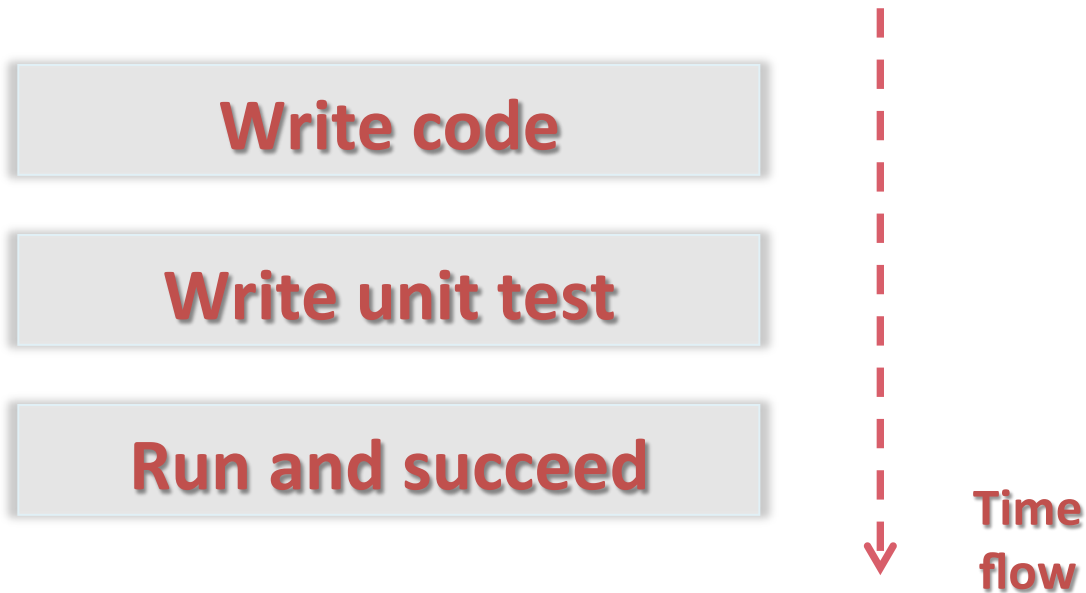 Write code
Write unit test
Run and succeed
Time
flow